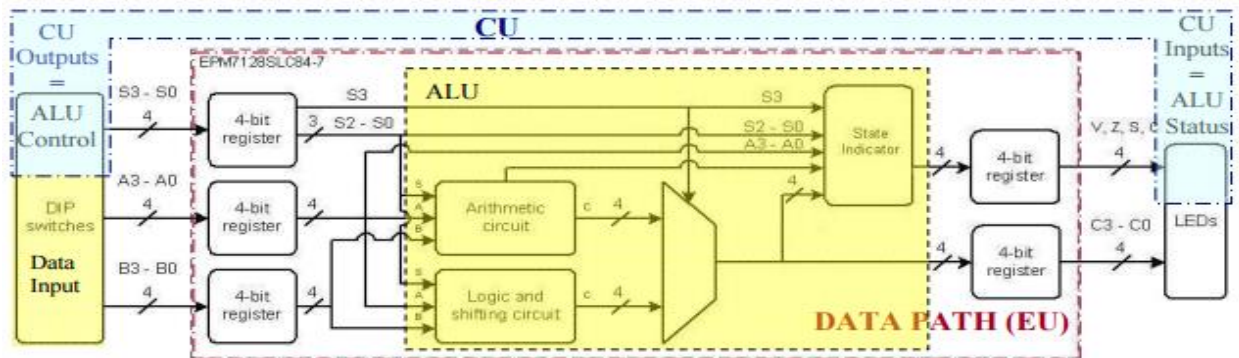 CU
CU
Outputs
=
ALU
Control
CU
Inputs
=
ALU
Status
EPM7128SLC84-7
S3 - S0
4
4-bit
register
S3
3
S2 - S0
ALU
S3
S2 - S0
A3 - A0
State
Indicator
4
4-bit
register
V, Z, S,
4
A3 - A0
4
DIP
switches
Data
Input
4-bit
register
4
S
A
B
Arithmetic
circuit
c
4
4
B3 - B0
4
4-bit
register
4
S
A
B
Logic and
shifting circuit
c
4
4
4-bit
register
C3 - C0
4
LEDs
DATA PATH (EU)